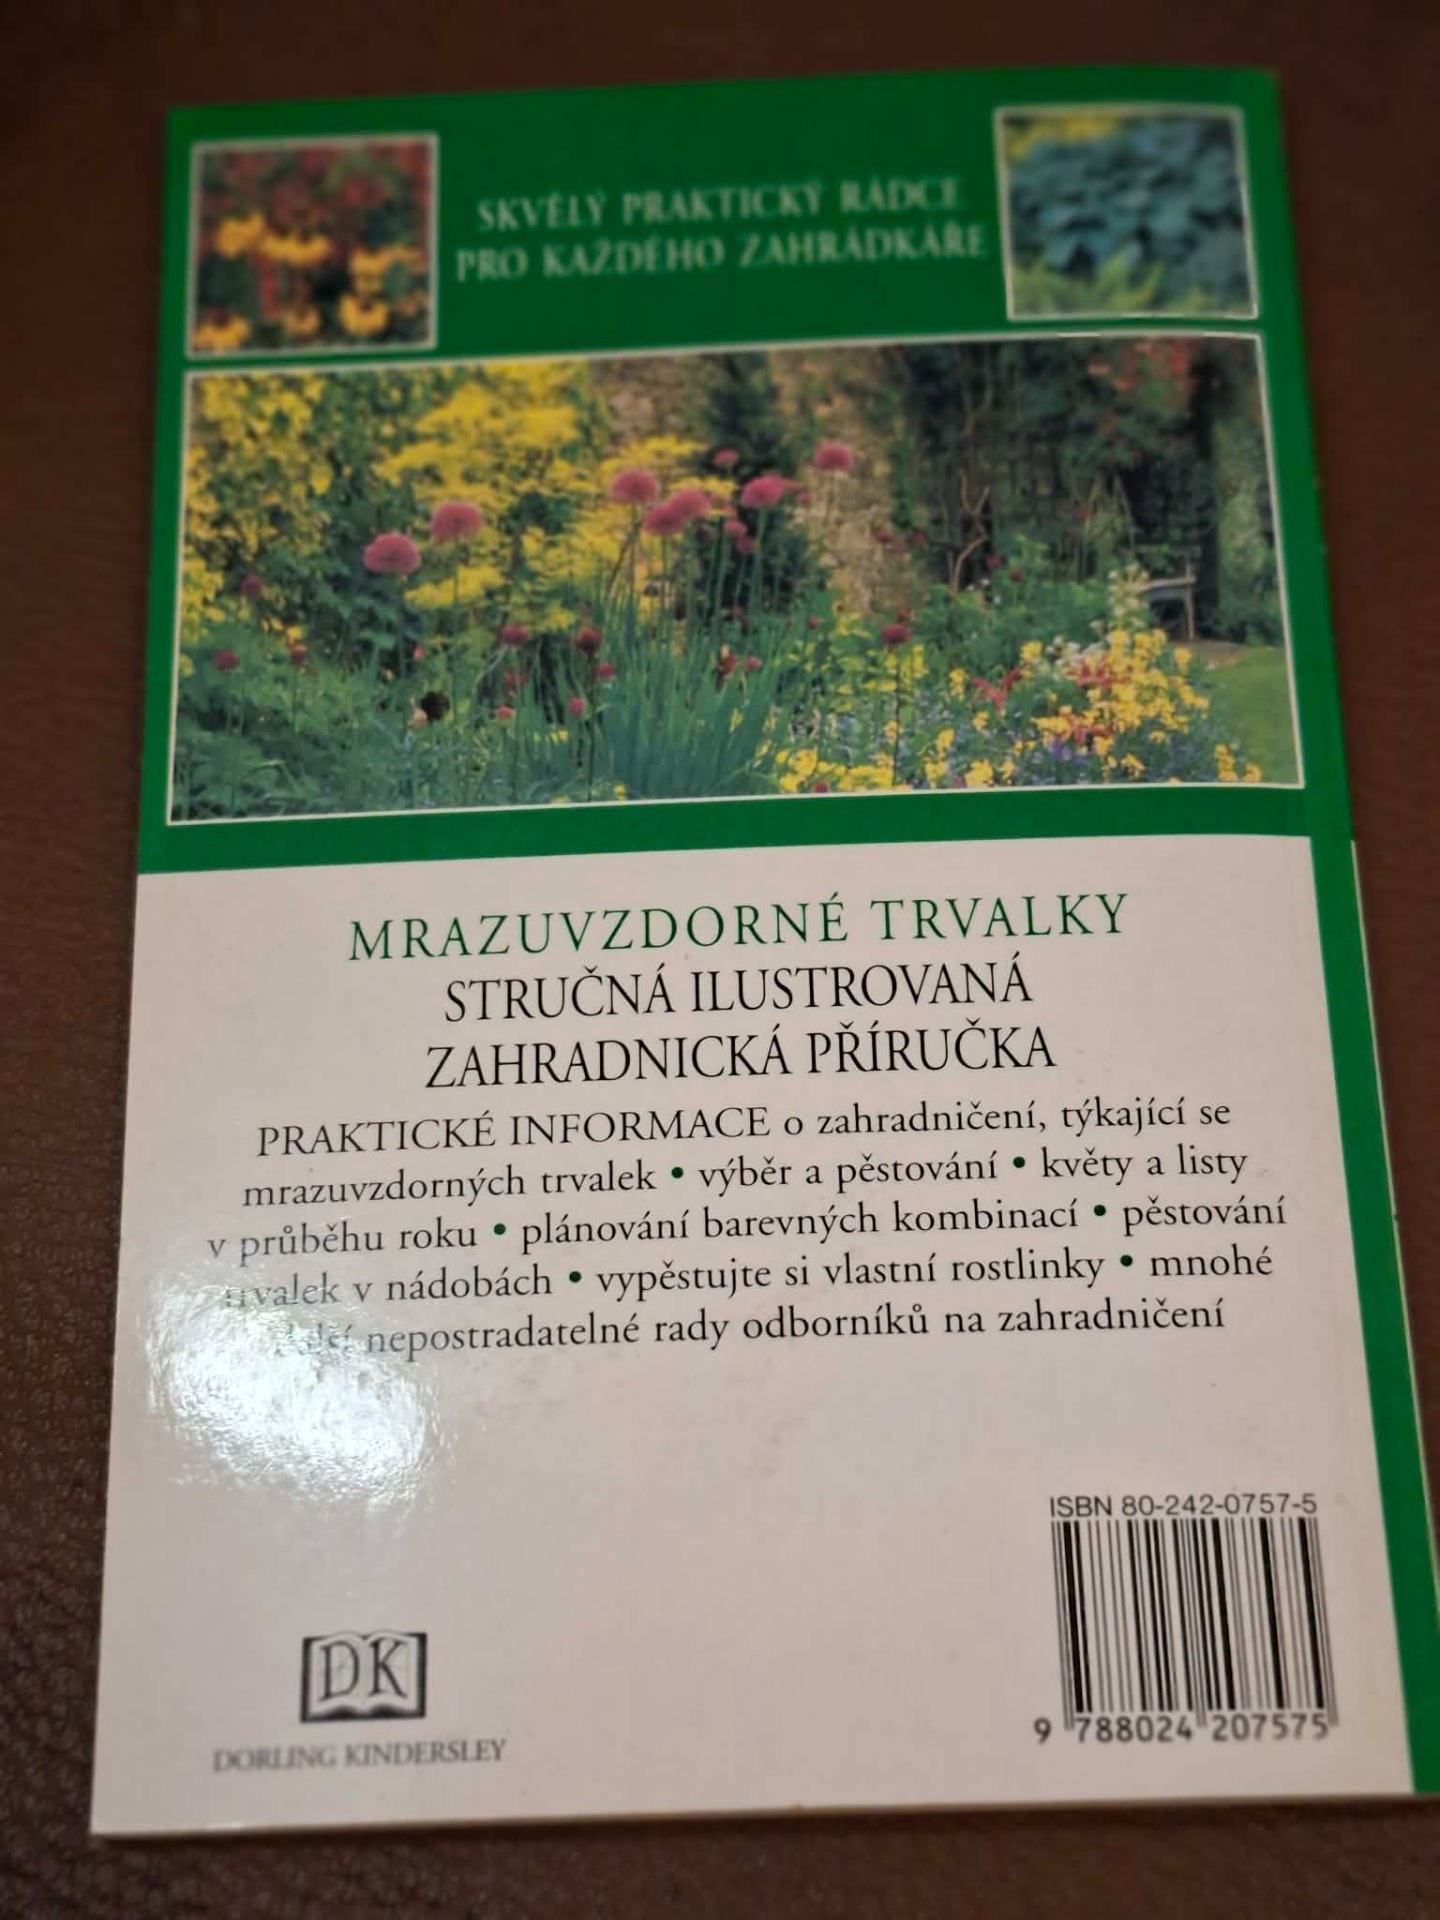 SKVĚLÝ PRAKTICKÝ RÁDCE
PRO KAŽDÉHO ZAHRÁDKÁŘE
MRAZUVZDORNÉ TRVALKY
STRUČNÁ ILUSTROVANÁ
ZAHRADNICKÁ PŘÍRUČKA
PRAKTICKÉ INFORMACE o zahradničení, týkající se
mrazuvzdorných trvalek • výběr a pěstování • květy a listy
v průběhu roku • plánování barevných kombinací • pěstování
trvalek v nádobách • vypěstujte si vlastní rostlinky • mnohé
další nepostradatelné rady odborníků na zahradničení
ISBN 80-242-0757-5
9 788024 207575
DK
DORLING KINDERSLEY